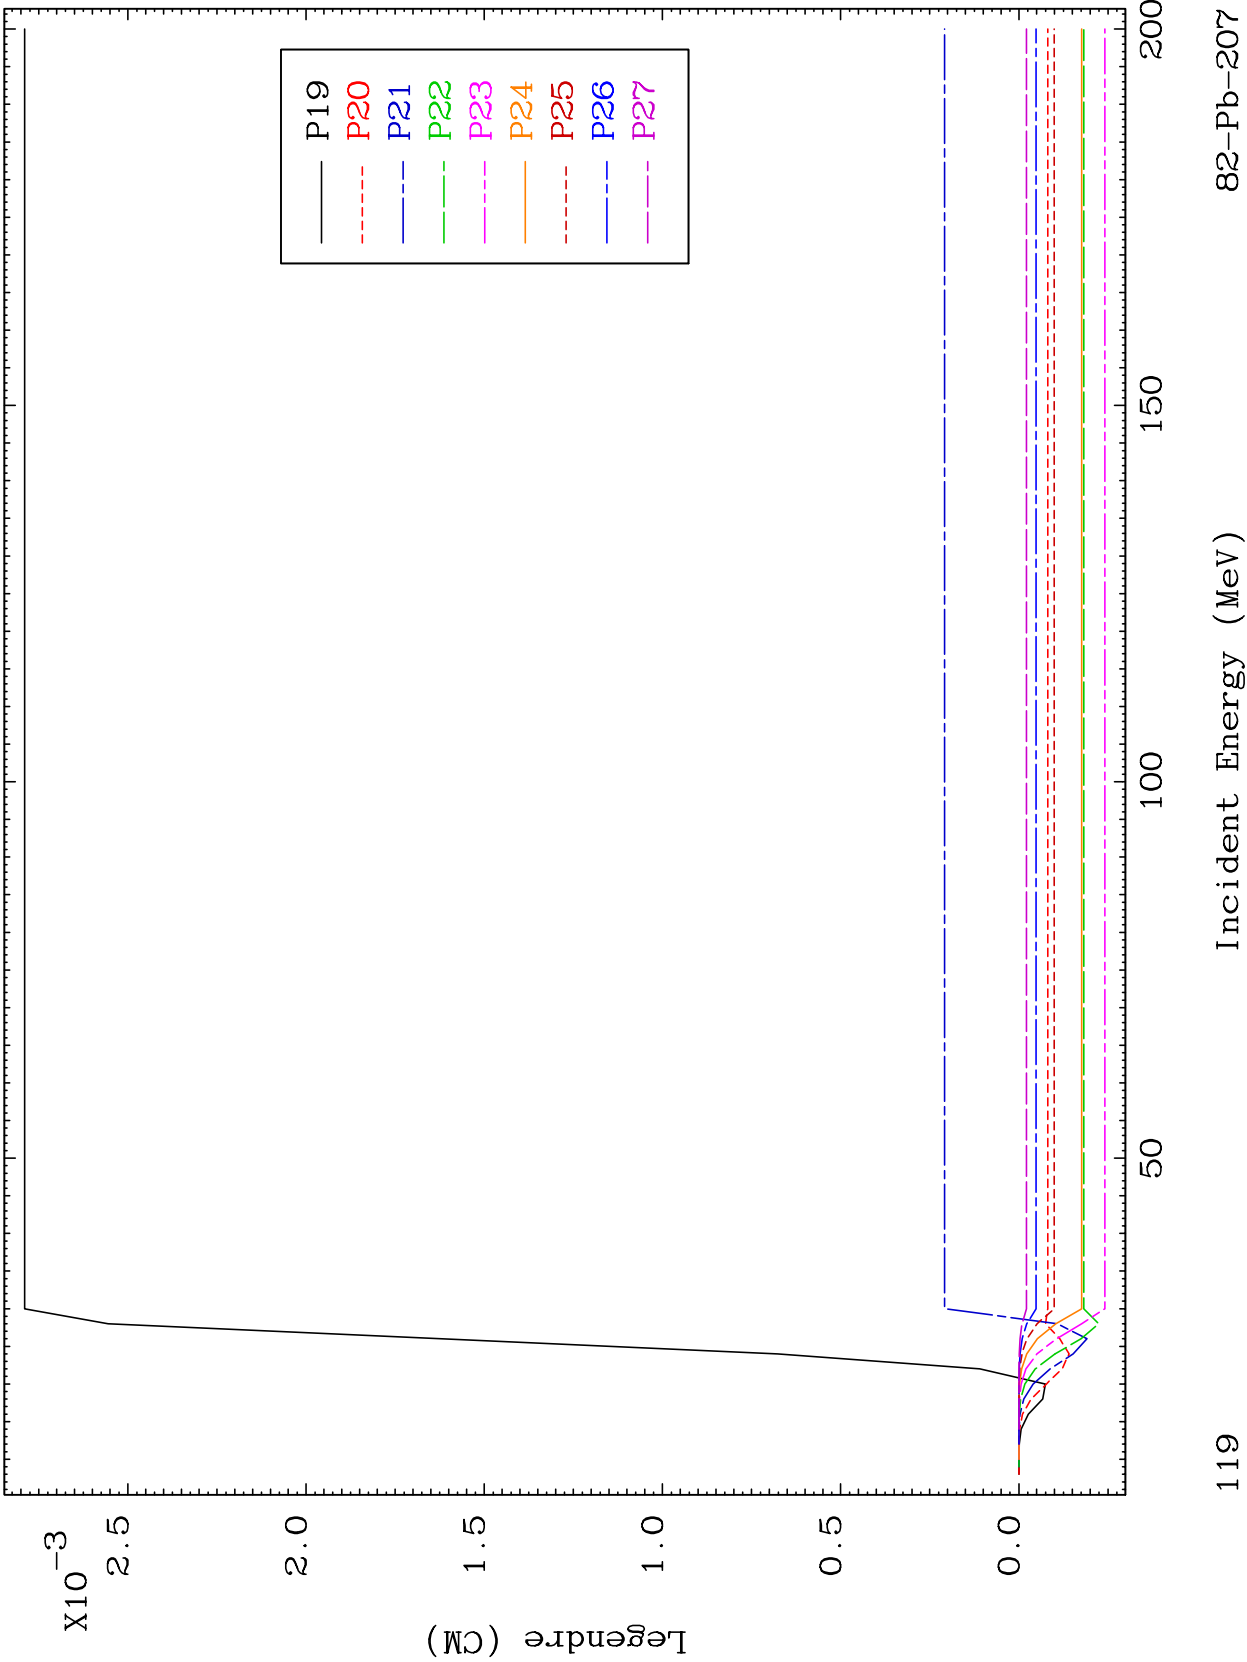 X10⁻³
2.5
2.0
1.5
1.0
0.5
0.0
Legendre (CM)
P19
P20
P21
P22
P23
P24
P25
P26
P27
50
100
150
200
119
Incident Energy (MeV)
82-Pb-207